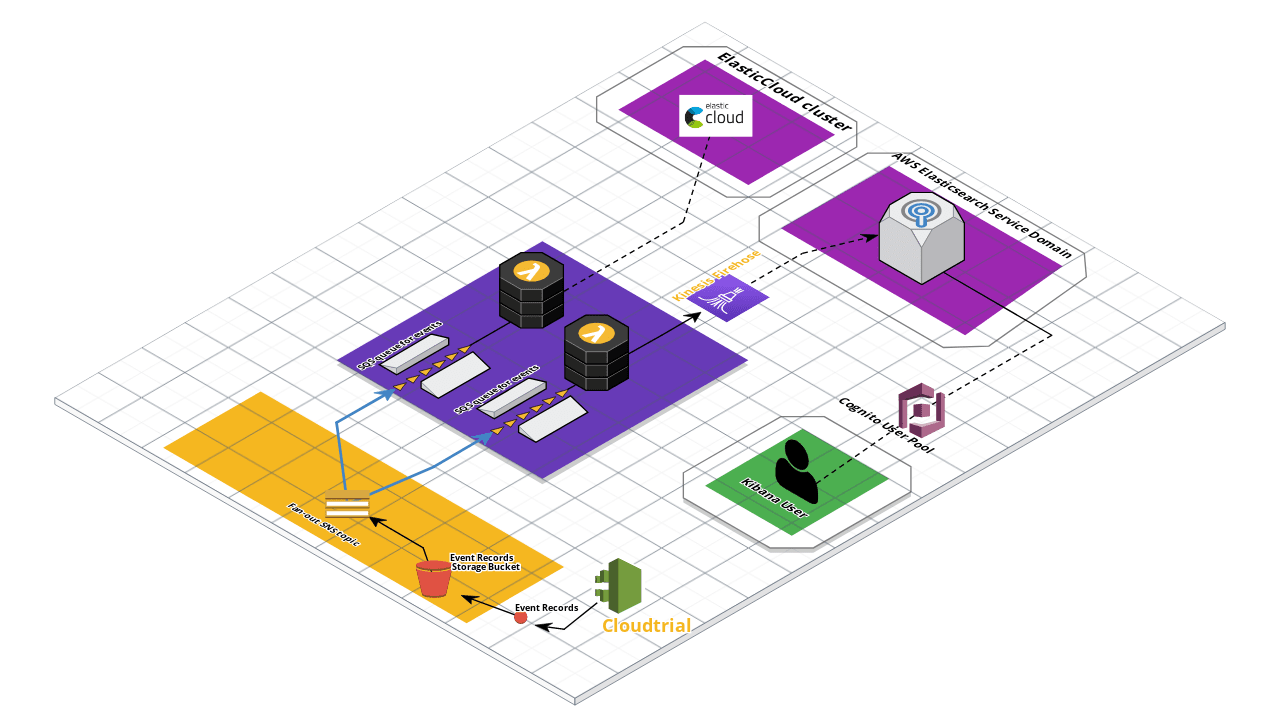 ElasticCloud cluster
elastic
cloud
AWS Elasticsearch Service Domain
Kinesis Firehose
SQS queue for events
SQS queue for events
Cognito User Pool
Kibana User
Fan-out SNS topic
Event Records
Storage Bucket
Event Records
Cloudtrial